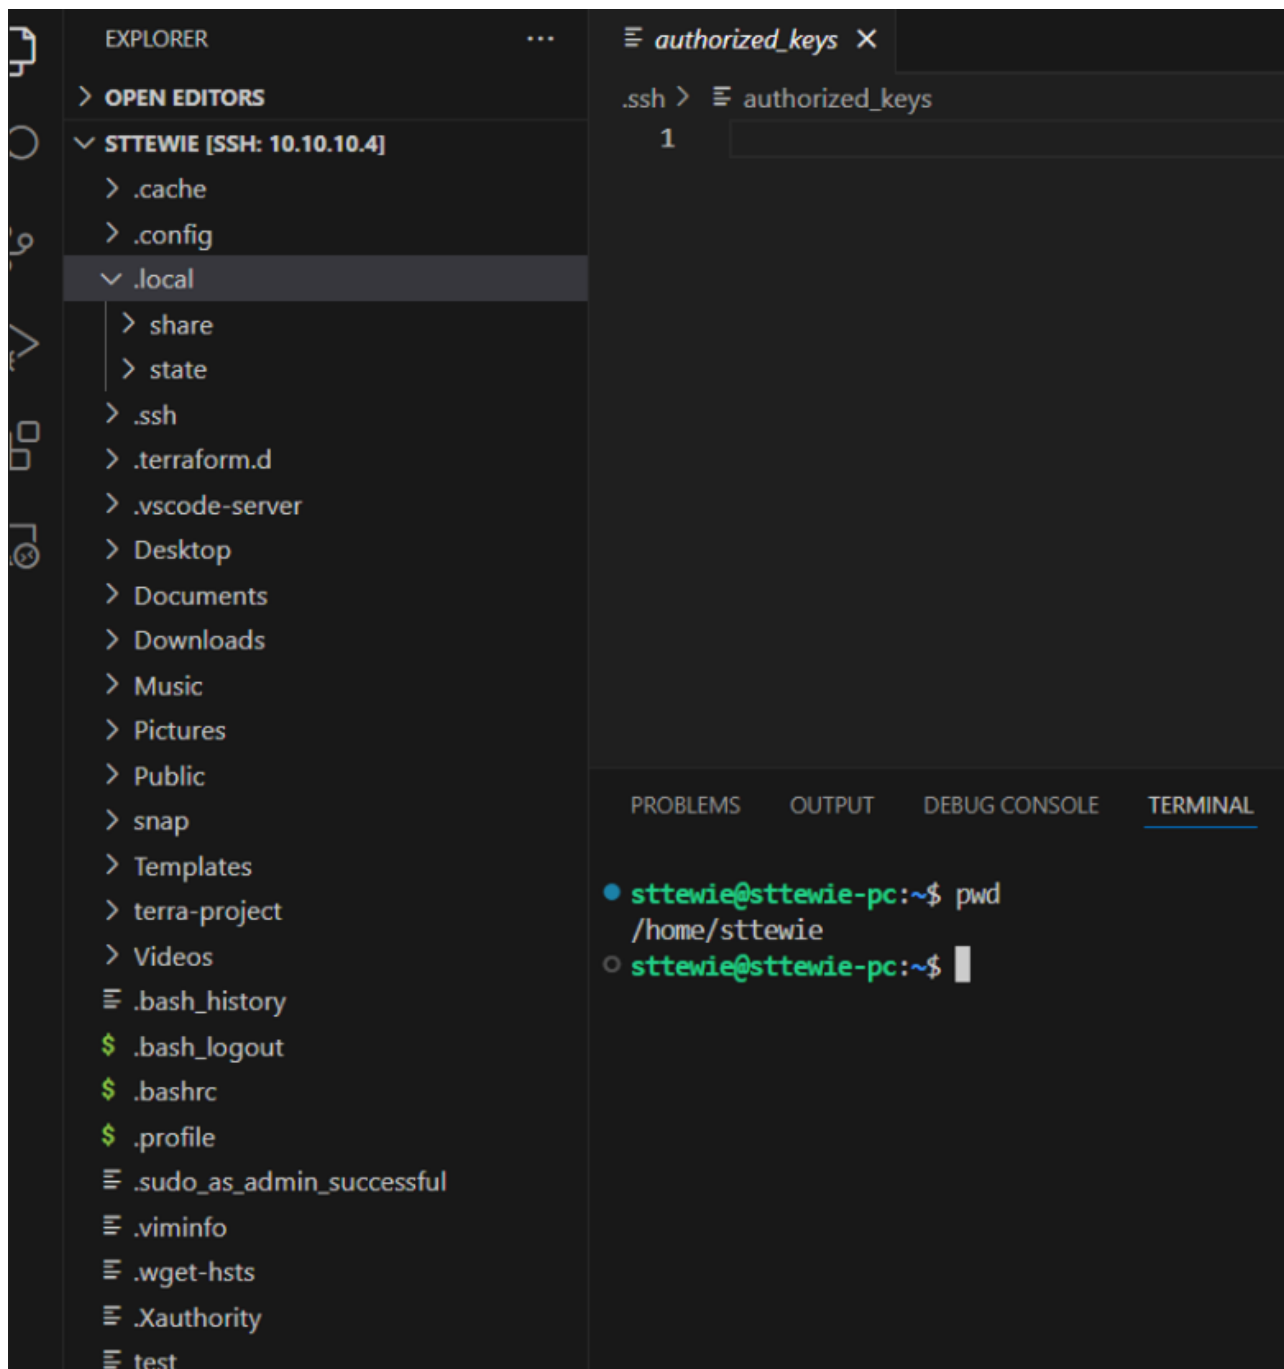 EXPLORER
OPEN EDITORS
STTEWIE [SSH: 10.10.10.4]
.cache
.config
.local
share
state
.ssh
.terraform.d
.vscode-server
Desktop
Documents
Downloads
Music
Pictures
Public
snap
Templates
terra-project
Videos
.bash_history
.bash_logout
.bashrc
.profile
.sudo_as_admin_successful
.viminfo
.wget-hsts
.Xauthority
test
authorized_keys
.ssh > authorized_keys
1
PROBLEMS OUTPUT DEBUG CONSOLE TERMINAL
sttewie@sttewie-pc:~$ pwd
/home/sttewie
sttewie@sttewie-pc:~$